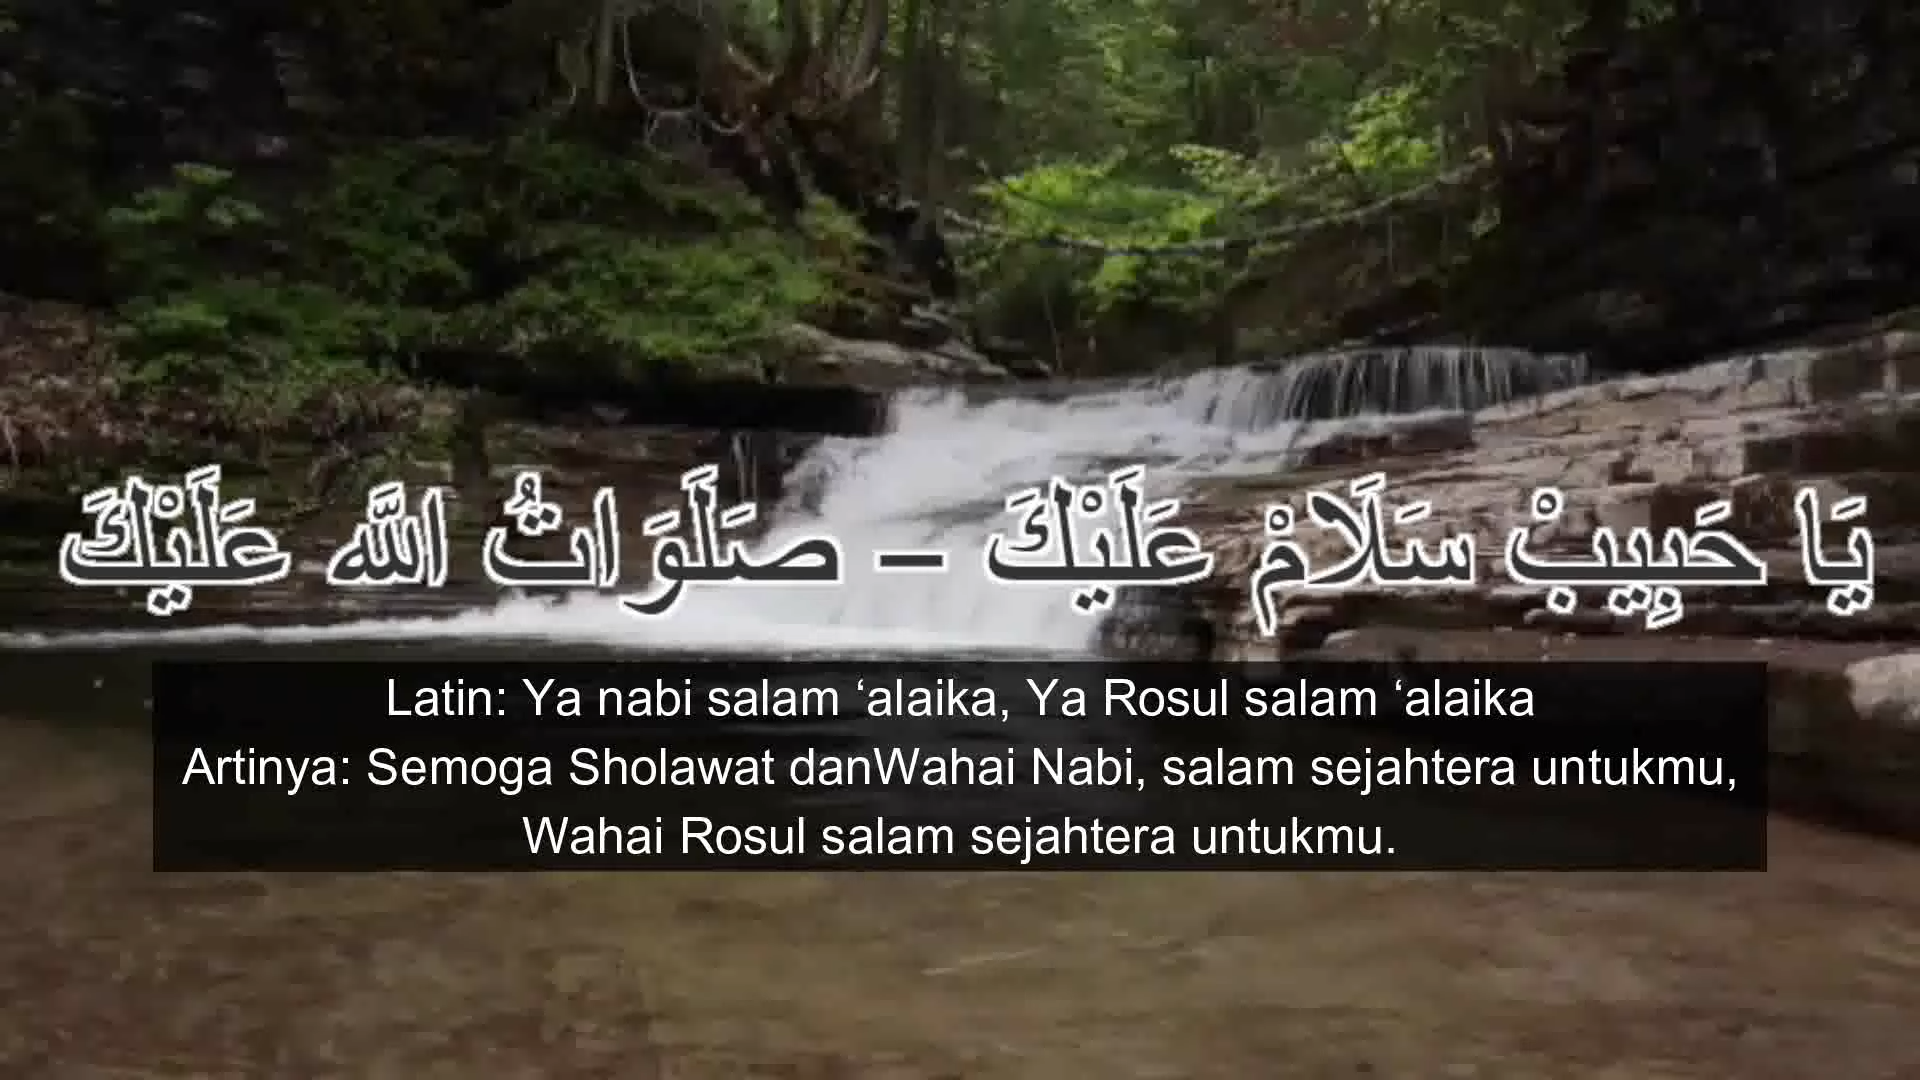 يَا حَبِيبْ سَلَامْ عَلَيْكَ – صَلَوَاتُ اللَّه عَلَيْكَ
Latin: Ya nabi salam ‘alaika, Ya Rosul salam ‘alaika
Artinya: Semoga Sholawat danWahai Nabi, salam sejahtera untukmu,
Wahai Rosul salam sejahtera untukmu.